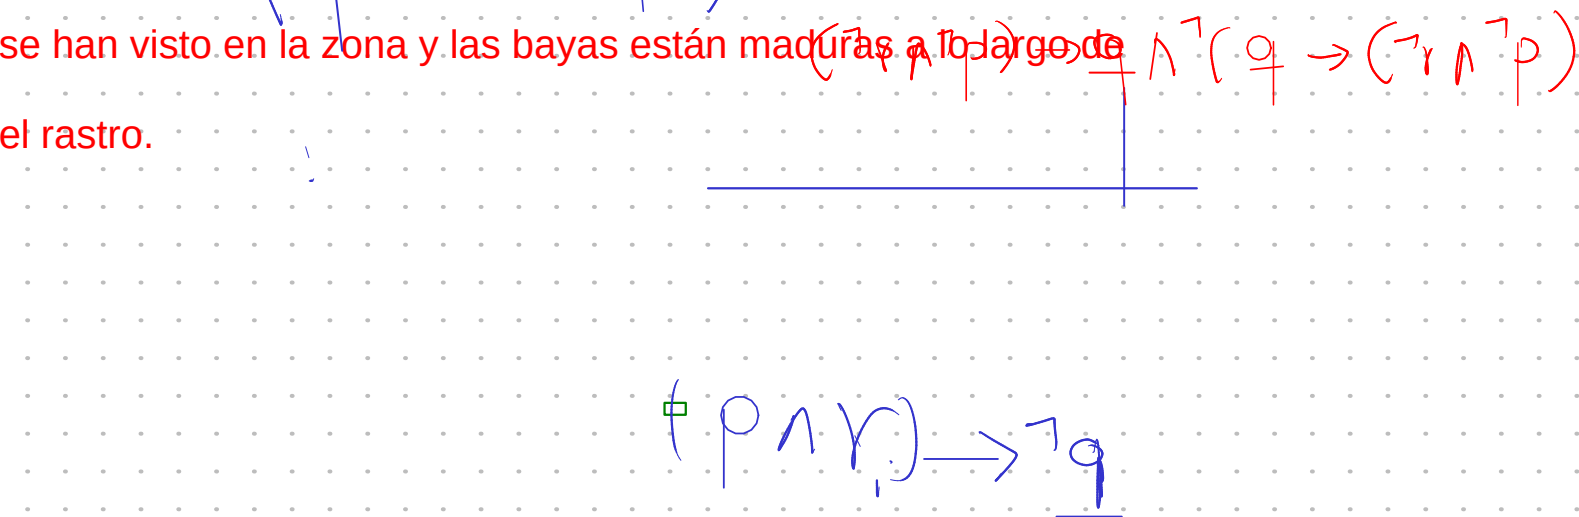 se han visto en la zona y las bayas están maduras a lo largo de (¬r ∧ ¬p) → q ∧ ¬(q → (¬r ∧ ¬p)
el rastro.
(p ∧ r) → ¬q